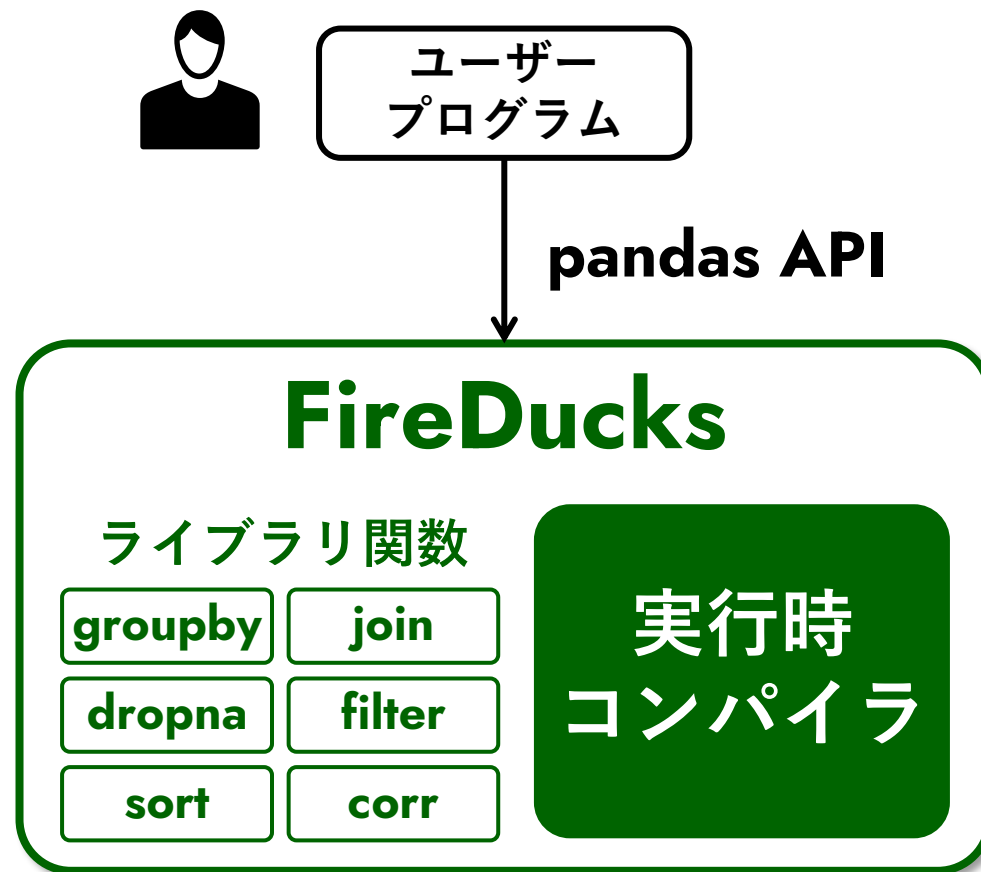 ユーザー
プログラム
pandas API
FireDucks
ライブラリ関数
groupby
join
dropna
filter
sort
corr
実行時
コンパイラ